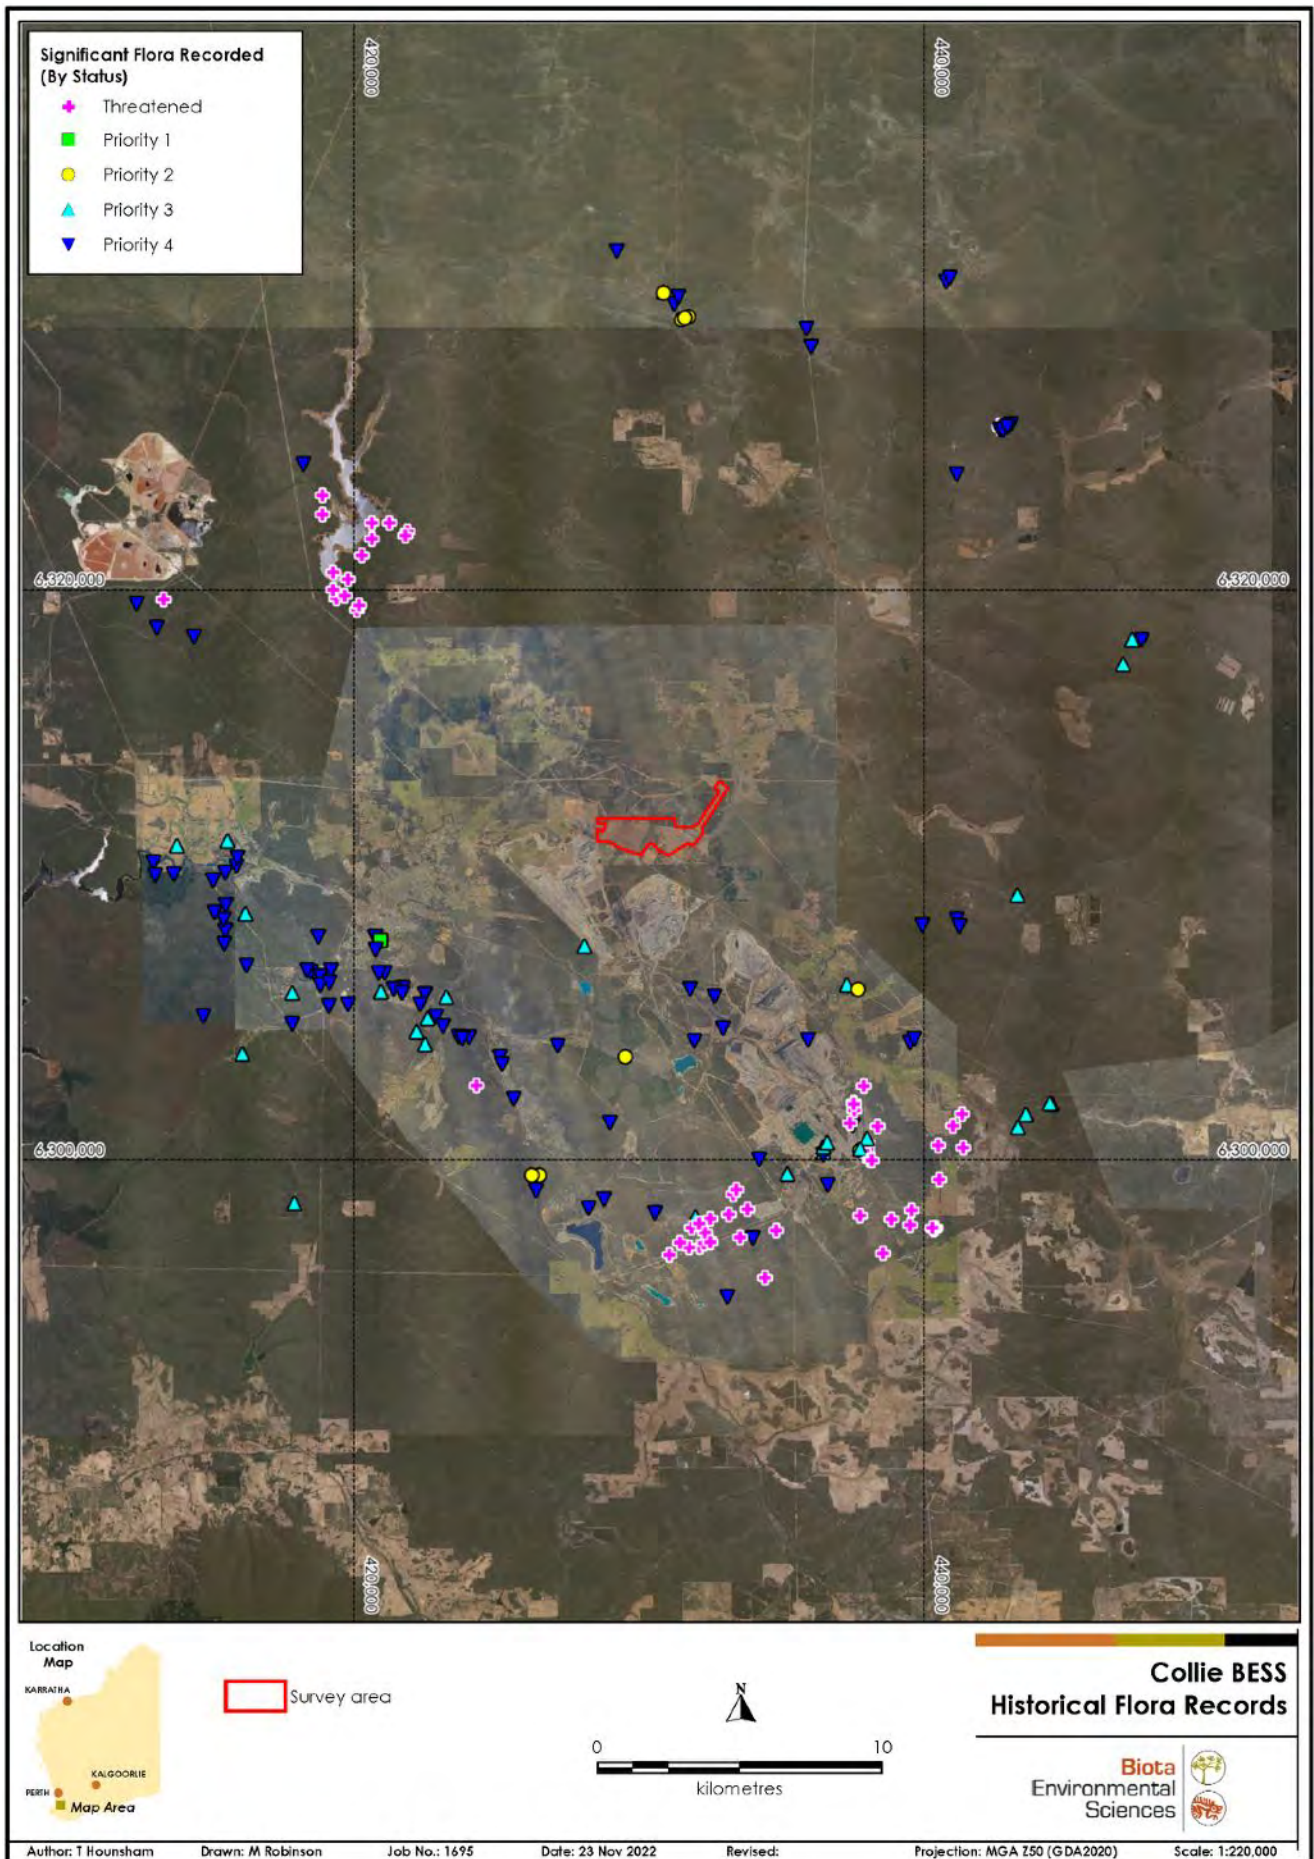 Significant Flora Recorded
(By Status)
Threatened
Priority 1
Priority 2
Priority 3
Priority 4
420,000
440,000
6,320,000
6,320,000
6,300,000
6,300,000
420,000
440,000
Location
Map
KARRATHA
KALGOORLIE
PERTH
Map Area
Survey area
N
0 10
kilometres
Collie BESS
Historical Flora Records
Biota
Environmental
Sciences
Author: T Hounsham Drawn: M Robinson Job No.: 1695 Date: 23 Nov 2022 Revised: Projection: MGA Z50 (GDA2020) Scale: 1:220,000